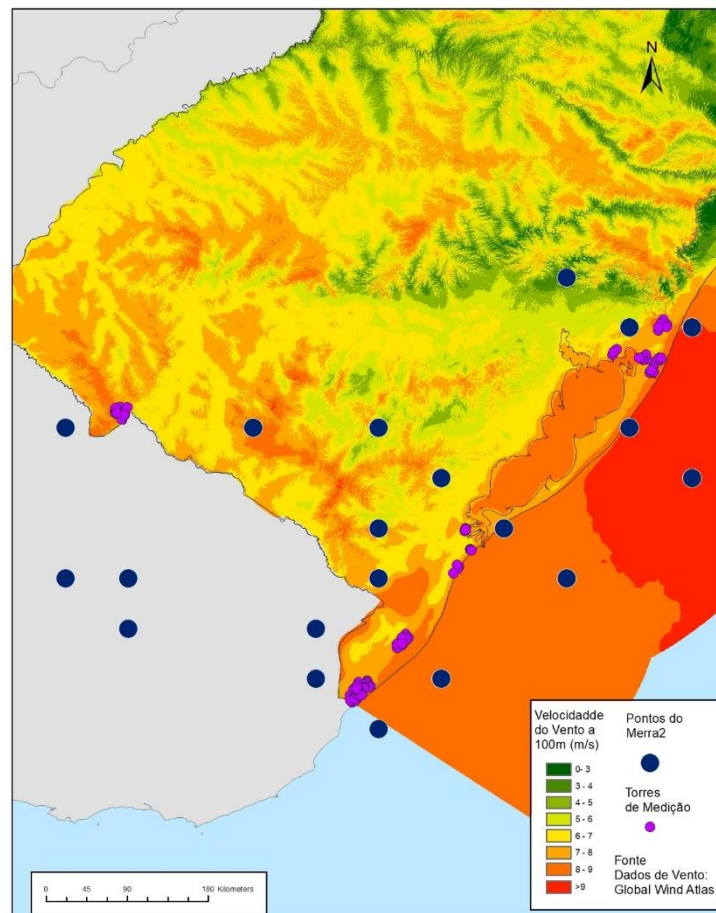 N
Velocidadde
do Vento a
100m (m/s)
0- 3
3 - 4
4 - 5
5 - 6
6 - 7
7 - 8
8 - 9
>9
Pontos do
Merra2
Torres
de Medição
Fonte
Dados de Vento:
Global Wind Atlas
0 45 90 180 Kilometers